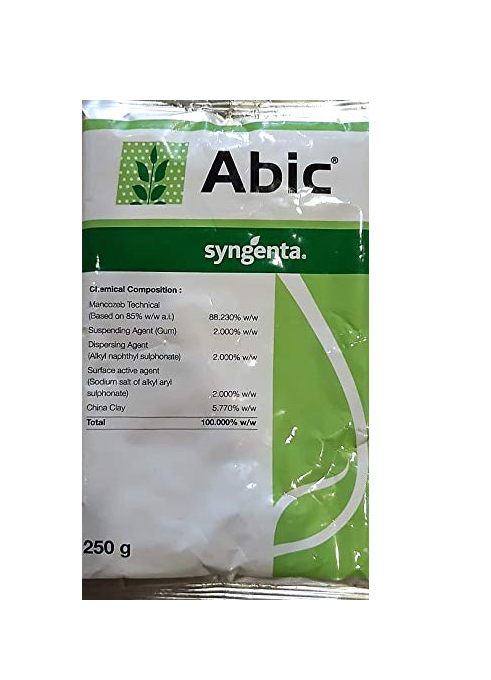 Abic®
syngenta®
Chemical Composition :
Mancozeb Technical
(Based on 85% w/w a.i.) 88.230% w/w
Suspending Agent (Gum) 2.000% w/w
Dispersing Agent
(Alkyl naphthyl sulphonate) 2.000% w/w
Surface active agent
(Sodium salt of alkyl aryl
sulphonate) 2.000% w/w
China Clay 5.770% w/w
Total 100.000% w/w
250 g